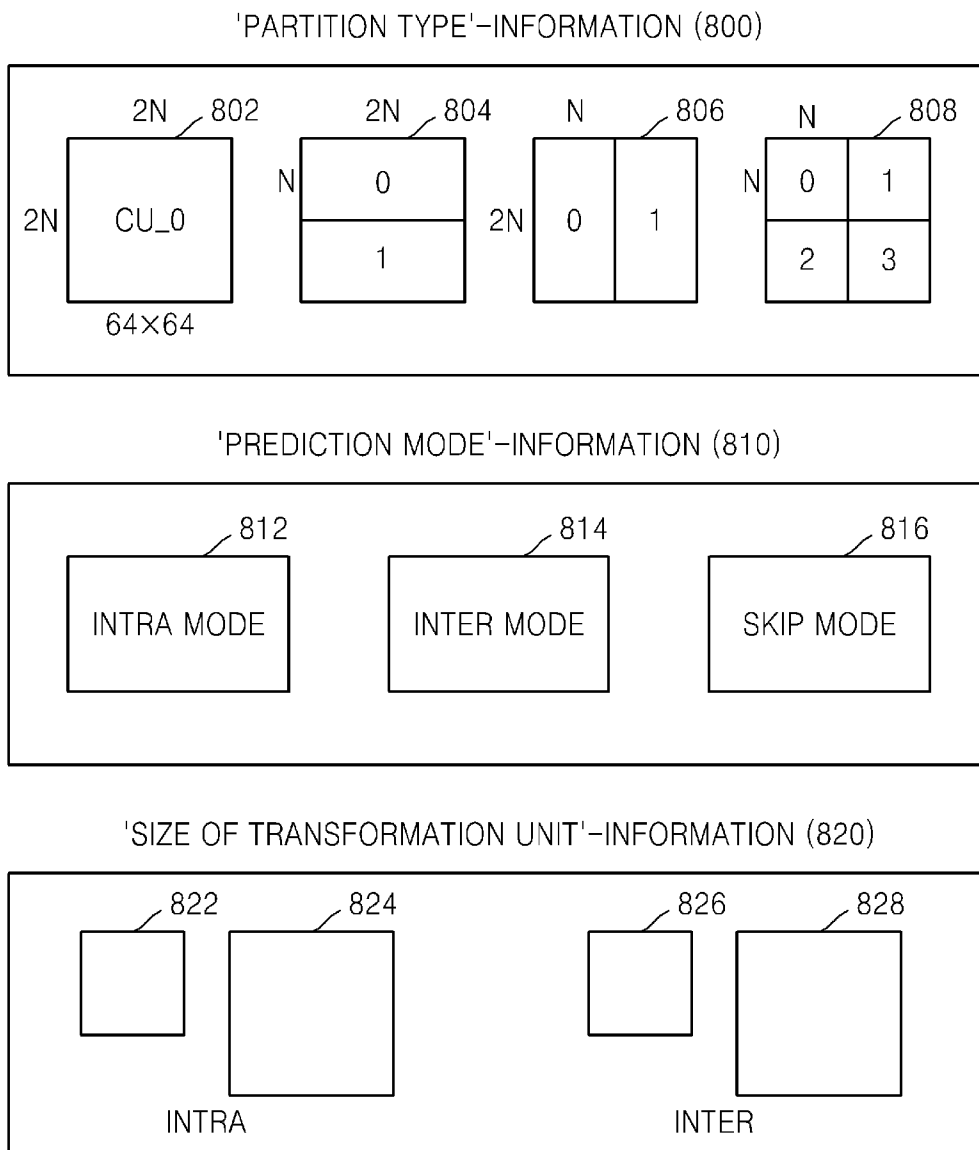 'PARTITION TYPE'-INFORMATION (800)
2N 802 2N 804 N 806 N 808
N 0 N 0 1
2N CU_0 2N 0 1
1 2 3
64×64
'PREDICTION MODE'-INFORMATION (810)
812 814 816
INTRA MODE INTER MODE SKIP MODE
'SIZE OF TRANSFORMATION UNIT'-INFORMATION (820)
822 824 826 828
INTRA INTER